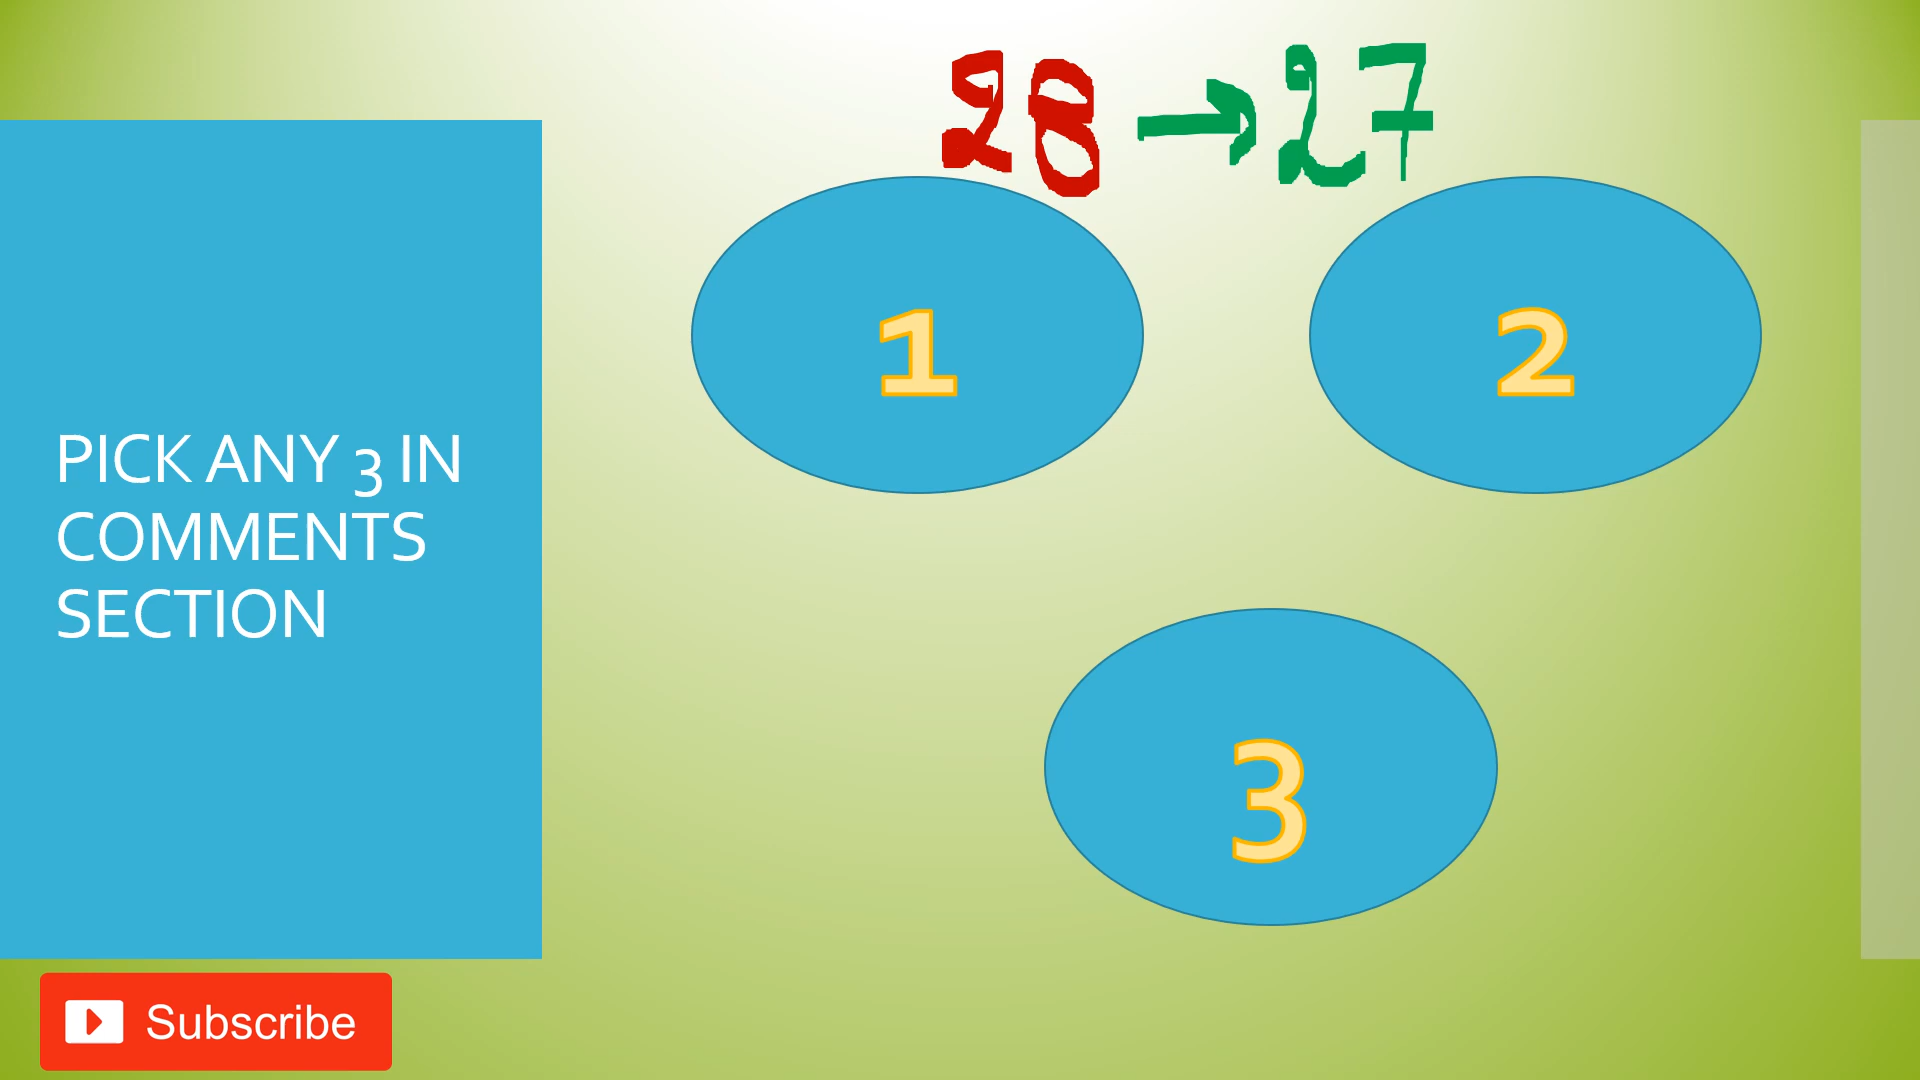 28 → 27
1
2
PICK ANY 3 IN
COMMENTS
SECTION
3
Subscribe